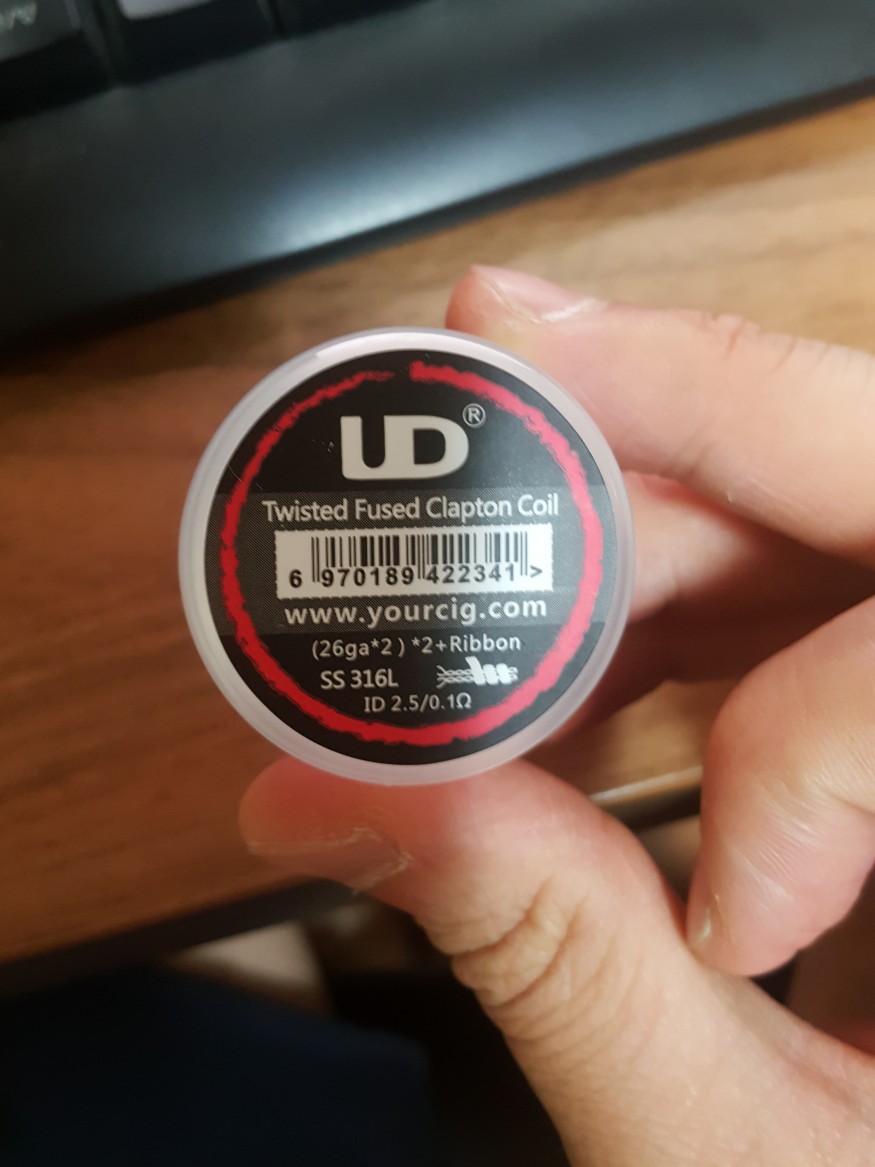 UD®
Twisted Fused Clapton Coil
6 970189 422341 >
www.yourcig.com
(26ga*2 ) *2+Ribbon
SS 316L
ID 2.5/0.1Ω